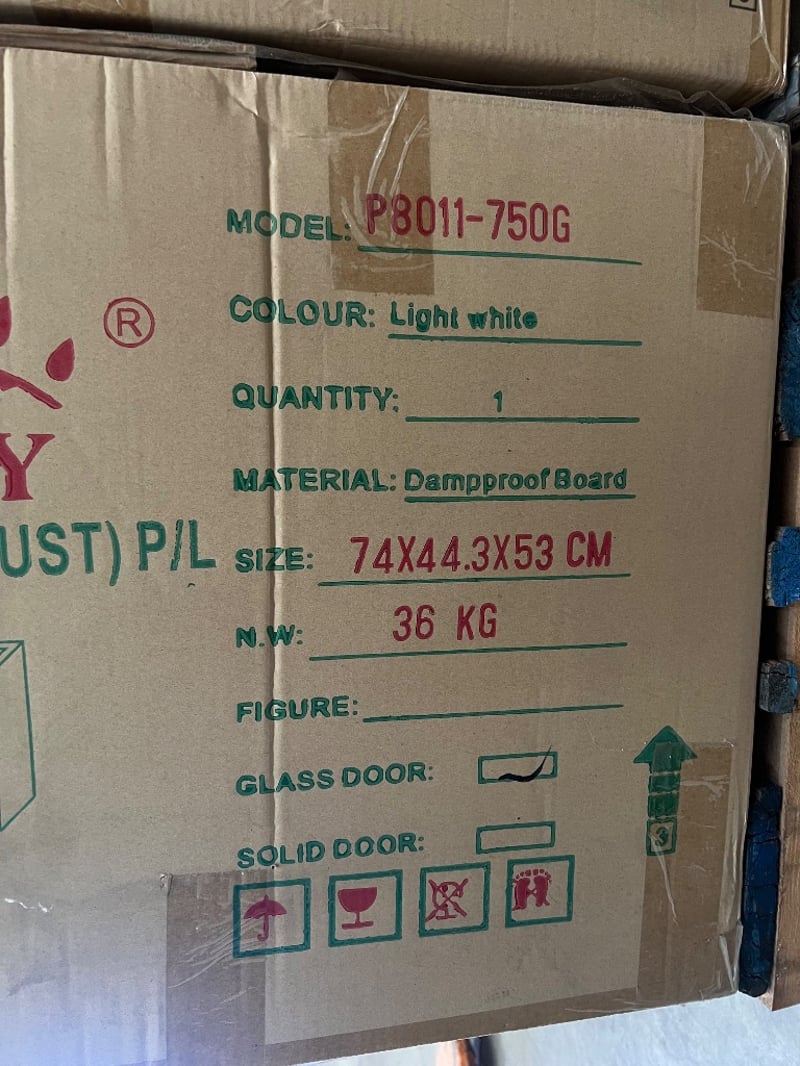 MODEL: P8011-750G
®
COLOUR: Light white
QUANTITY: 1
Y
MATERIAL: Dampproof Board
UST) P/L
SIZE: 74X44.3X53 CM
N.W: 36 KG
FIGURE:
GLASS DOOR:
SOLID DOOR:
3